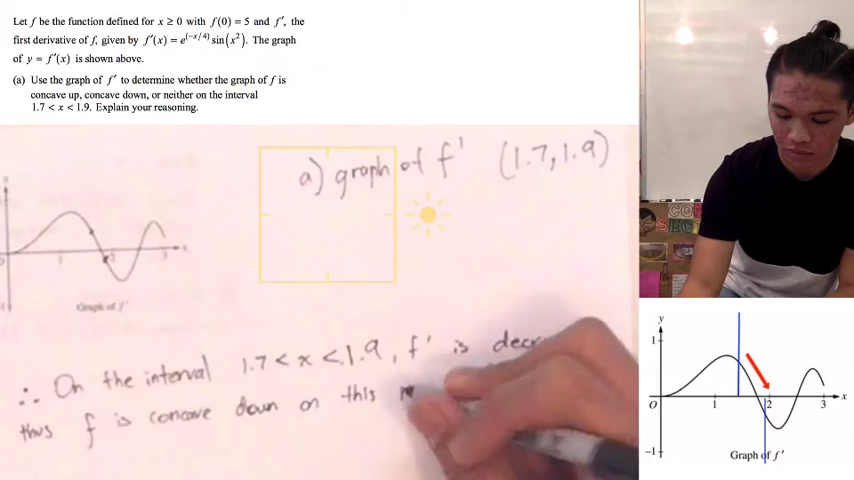 Let f be the function defined for x ≥ 0 with f(0) = 5 and f′, the
first derivative of f, given by f′(x) = e^(−x/4) sin(x²). The graph
of y = f′(x) is shown above.
(a) Use the graph of f′ to determine whether the graph of f is
concave up, concave down, or neither on the interval
1.7 < x < 1.9. Explain your reasoning.
a) graph of f' (1.7, 1.9)
Graph of f'
∴ On the interval 1.7 < x < 1.9, f' is
thus f is concave down on this
y
1
O 1 2 3 x
−1
Graph of f′